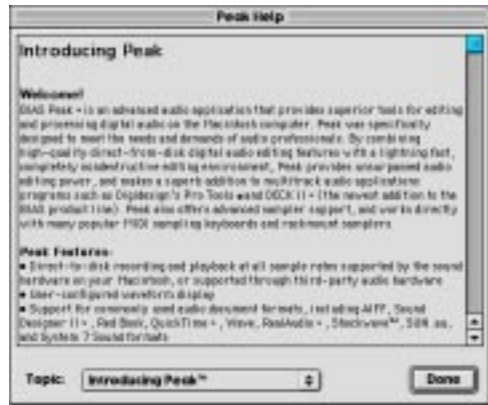 Peak Help
Introducing Peak
Welcome!
BIAS Peak • is an advanced audio application that provides superior tools for editing
and processing digital audio on the Macintosh computer. Peak was specifically
designed to meet the needs and demands of audio professionals. By combining
high-quality direct-from-disk digital audio editing features with a lightning fast,
completely nondestructive editing environment, Peak provides unsurpassed audio
editing power, and makes a superb addition to multitrack audio applications
programs such as Digidesign's Pro Tools • and DECK II • (the newest addition to the
BIAS product line). Peak also offers advanced sampler support, and works directly
with many popular MIDI sampling keyboards and rackmount samplers
Peak Features:
• Direct-to-disk recording and playback at all sample rates supported by the sound
hardware on your Macintosh, or supported through third-party audio hardware
• User-configured waveform display
• Support for commonly used audio document formats, including AIFF, Sound
Designer II •, Red Book, QuickTime •, Wave, RealAudio •, Shockwave™, SUN .au,
and System 7 Sound formats
Topic: Introducing Peak™ Done